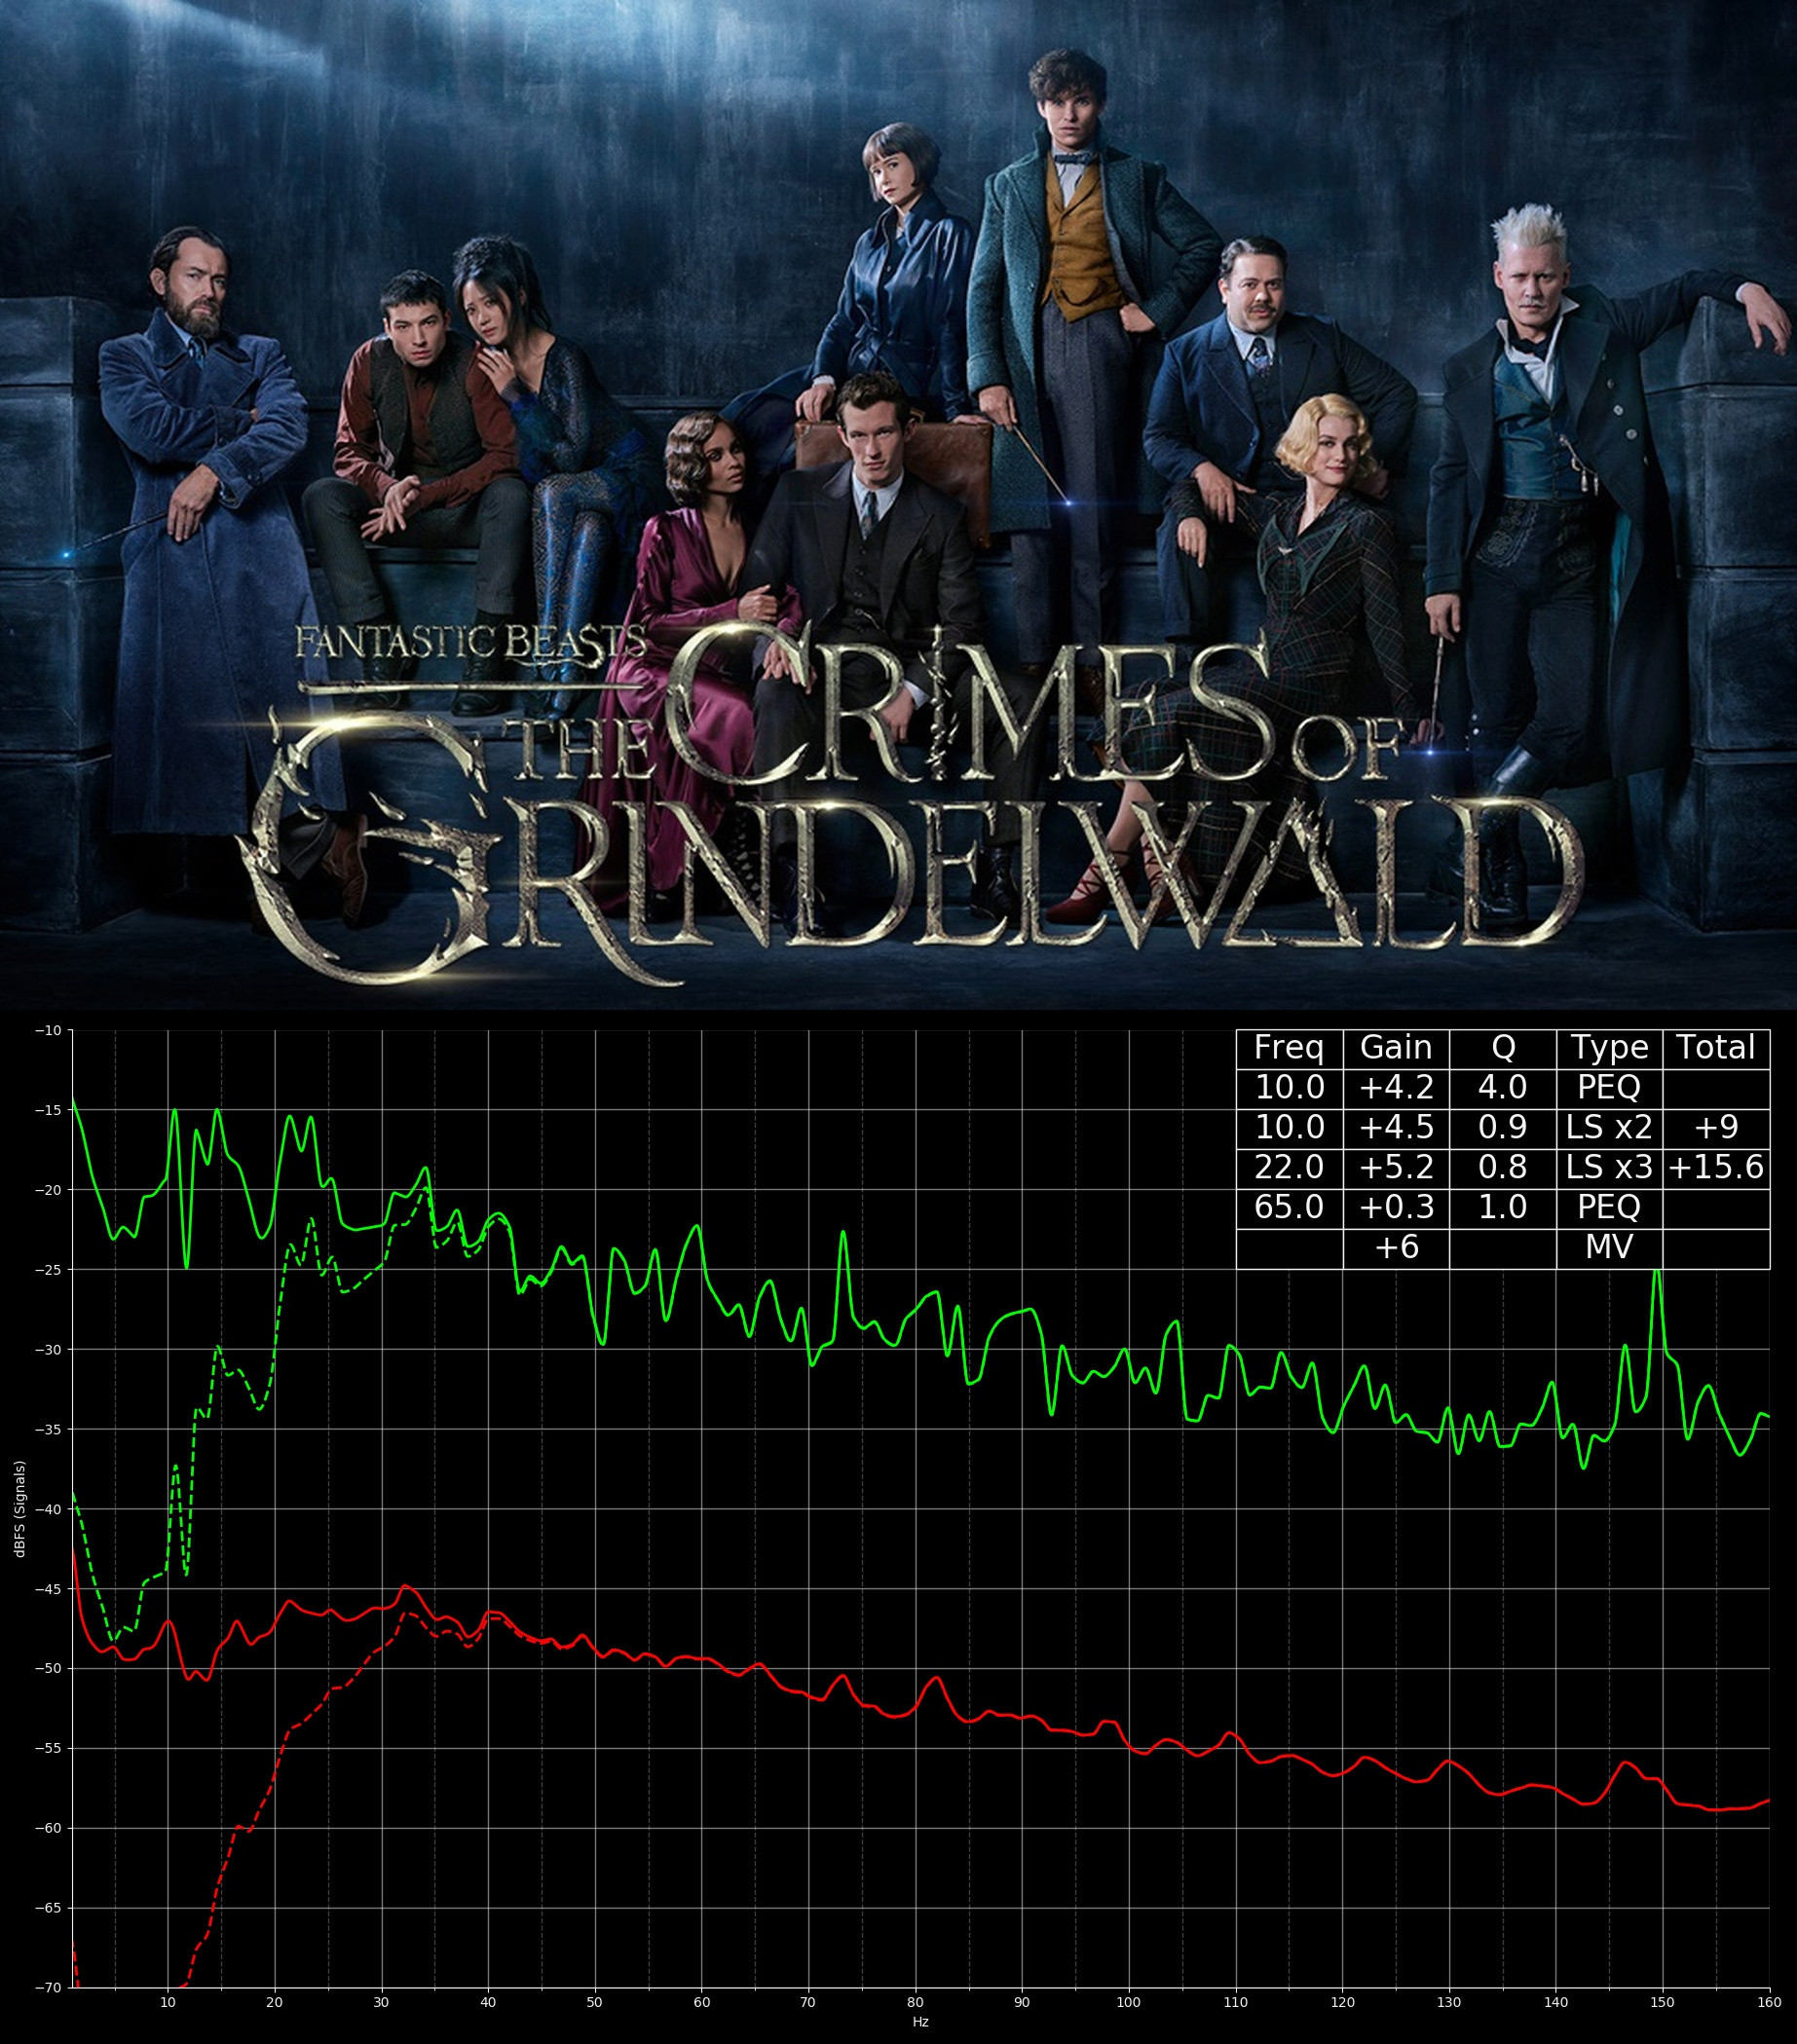 FANTASTIC BEASTS
THE CRIMES OF
GRINDELWALD
Freq Gain Q Type Total
10.0 +4.2 4.0 PEQ
10.0 +4.5 0.9 LS x2 +9
22.0 +5.2 0.8 LS x3 +15.6
65.0 +0.3 1.0 PEQ
+6 MV
dBFS (Signals)
−10
−15
−20
−25
−30
−35
−40
−45
−50
−55
−60
−65
−70
10 20 30 40 50 60 70 80 90 100 110 120 130 140 150 160
Hz